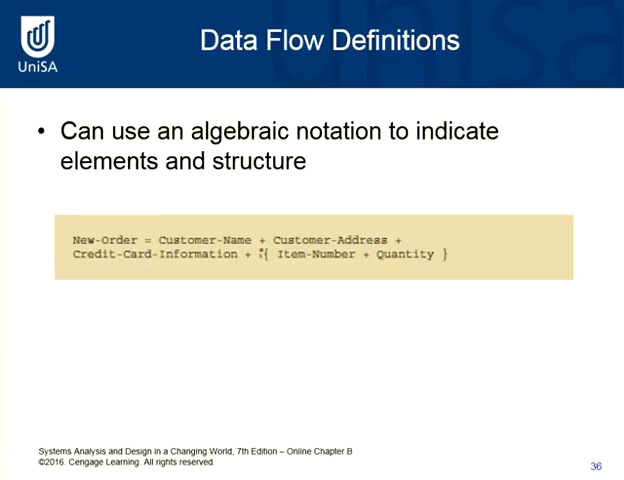 UniSA
Data Flow Definitions
• Can use an algebraic notation to indicate
elements and structure
New-Order = Customer-Name + Customer-Address +
Credit-Card-Information + { Item-Number + Quantity }
Systems Analysis and Design in a Changing World, 7th Edition – Online Chapter B
©2016. Cengage Learning. All rights reserved.
36